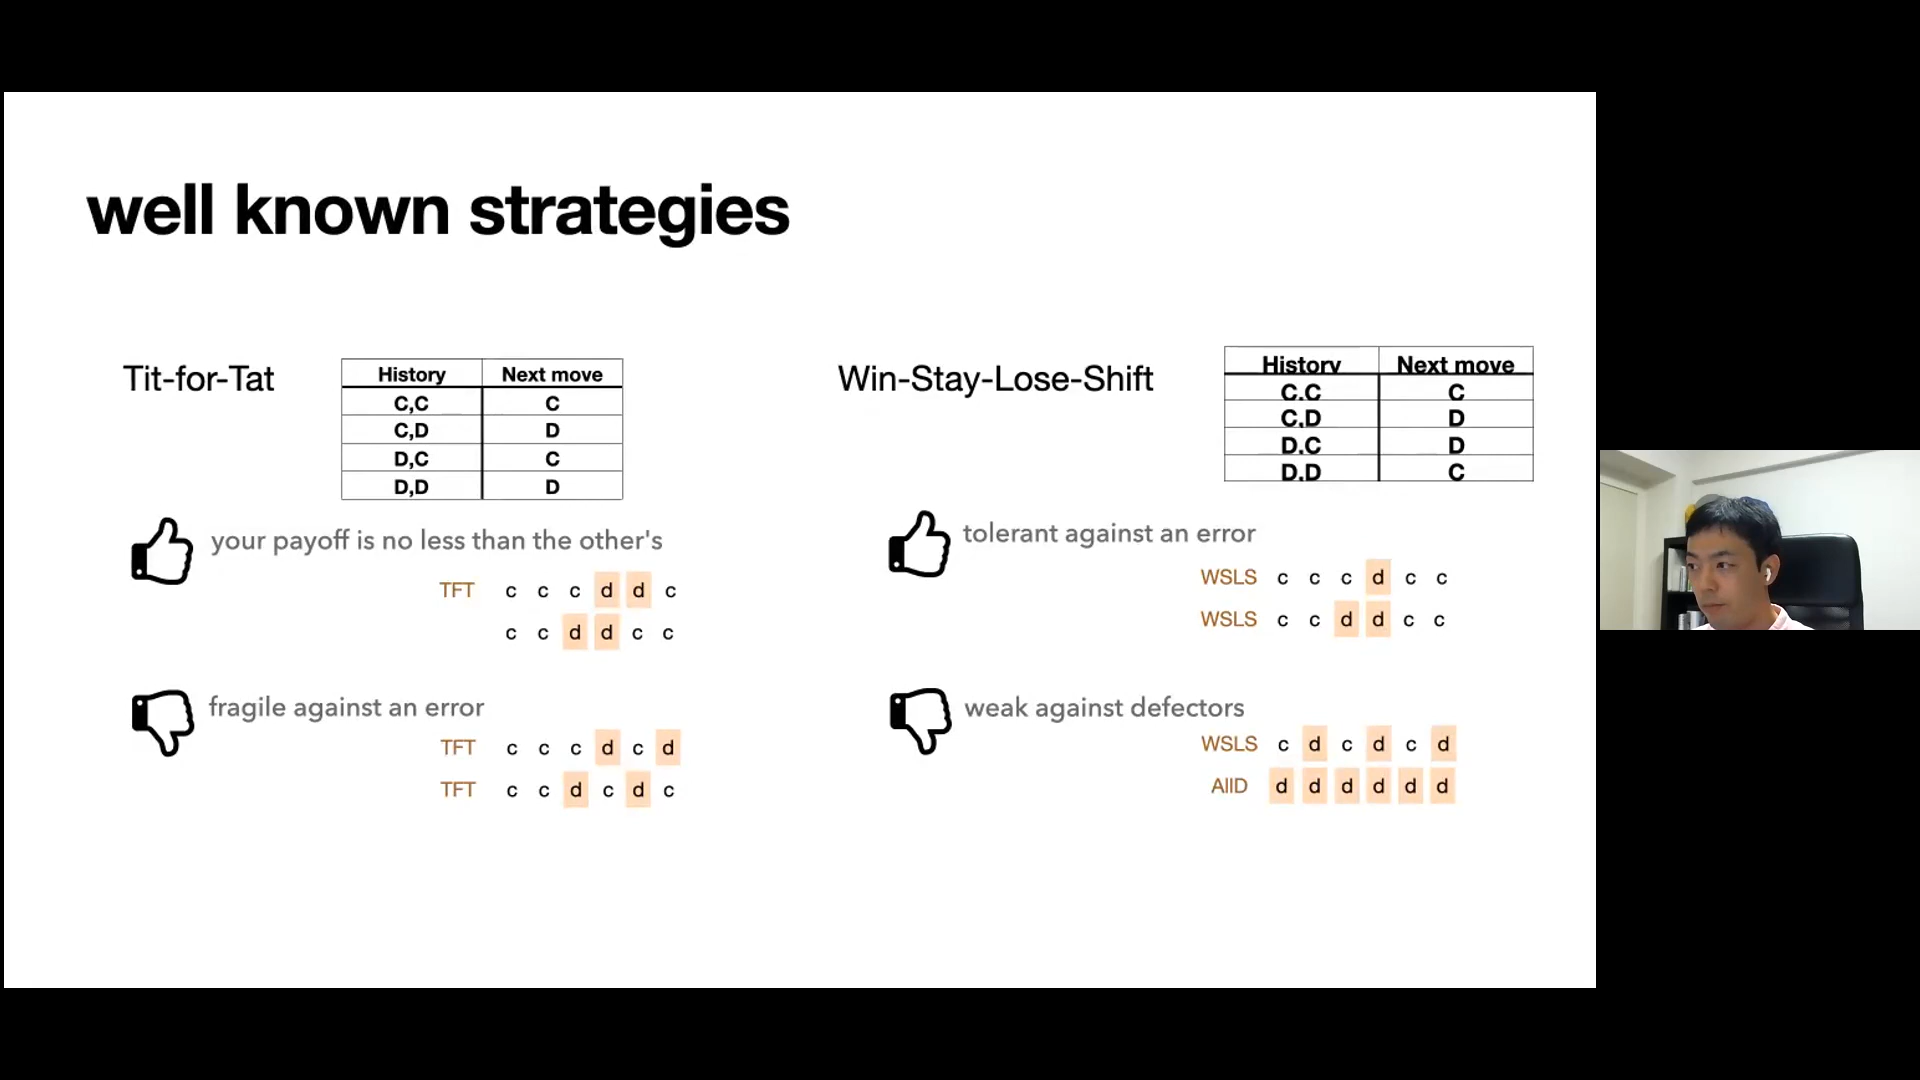 well known strategies
Tit-for-Tat
History Next move
C,C C
C,D D
D,C C
D,D D
your payoff is no less than the other's
TFT c c c d d c
c c d d c c
fragile against an error
TFT c c c d c d
TFT c c d c d c
Win-Stay-Lose-Shift
History Next move
C,C C
C,D D
D,C D
D,D C
tolerant against an error
WSLS c c c d c c
WSLS c c d d c c
weak against defectors
WSLS c d c d c d
AllD d d d d d d